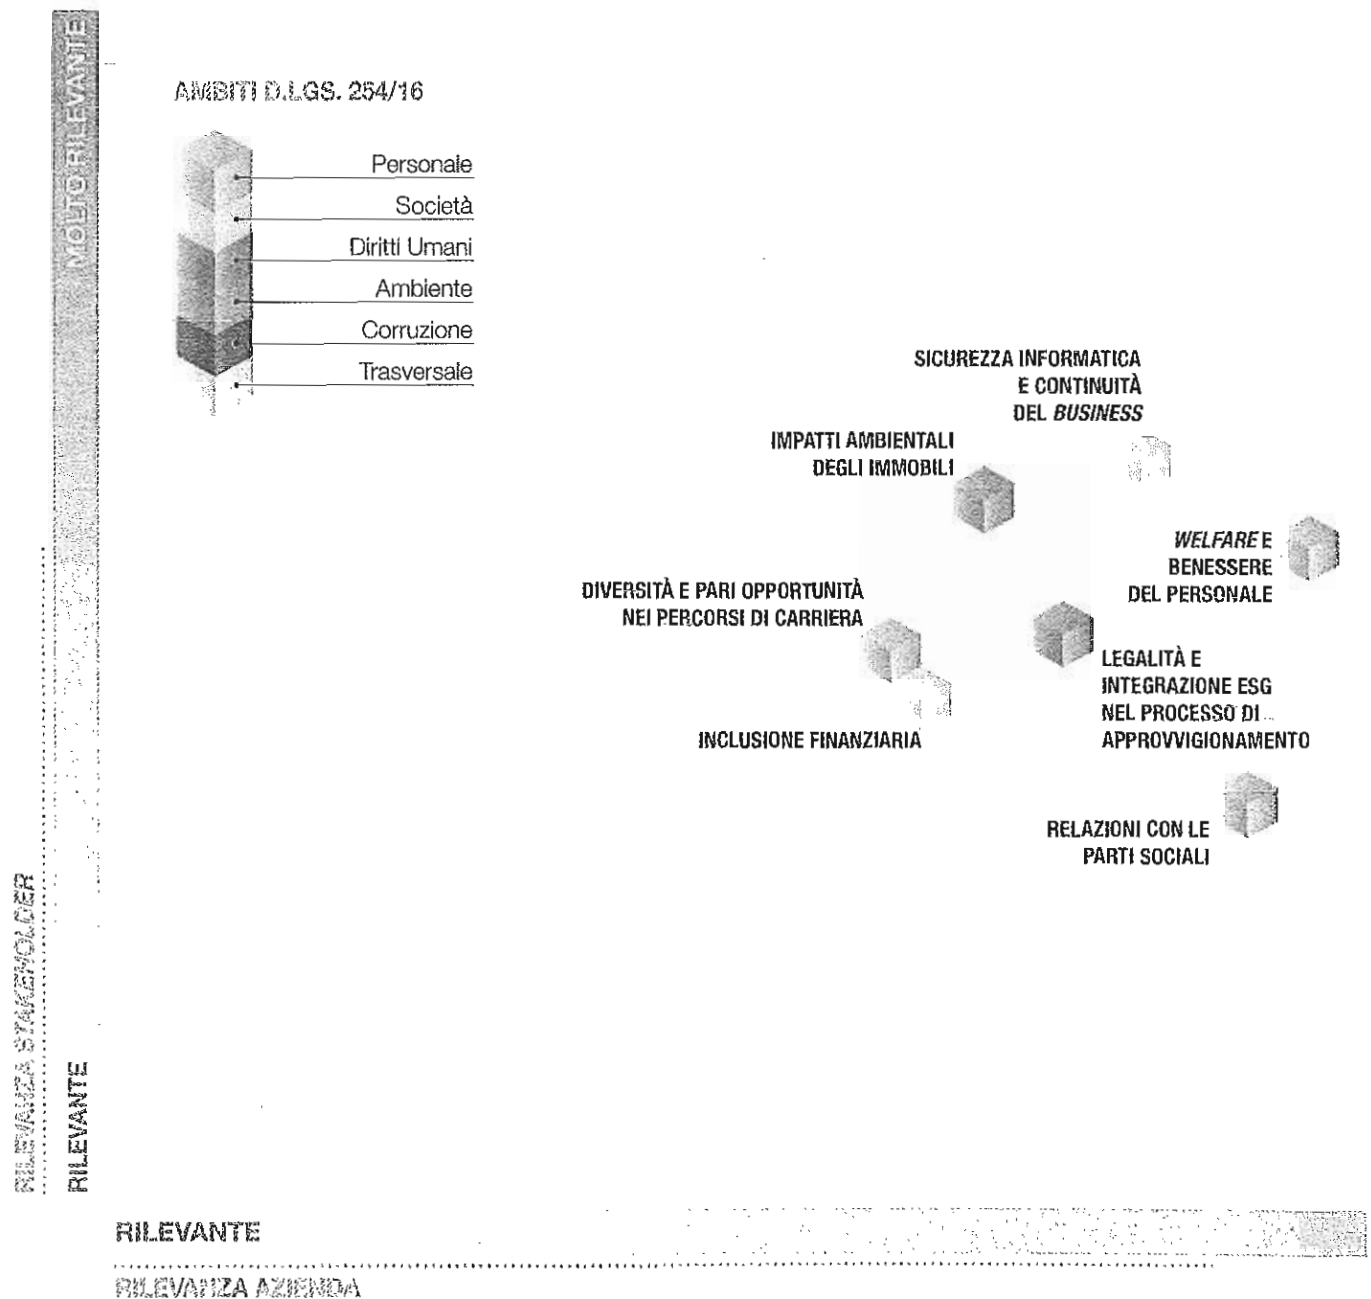 MOLTO RILEVANTE
AMBITI D.LGS. 254/16
Personale
Società
Diritti Umani
Ambiente
Corruzione
Trasversale
SICUREZZA INFORMATICA
E CONTINUITÀ
DEL BUSINESS
IMPATTI AMBIENTALI
DEGLI IMMOBILI
WELFARE E
BENESSERE
DEL PERSONALE
DIVERSITÀ E PARI OPPORTUNITÀ
NEI PERCORSI DI CARRIERA
LEGALITÀ E
INTEGRAZIONE ESG
NEL PROCESSO DI
APPROVVIGIONAMENTO
INCLUSIONE FINANZIARIA
RELAZIONI CON LE
PARTI SOCIALI
RILEVANZA STAKEHOLDER
RILEVANTE
RILEVANTE
RILEVANZA AZIENDA